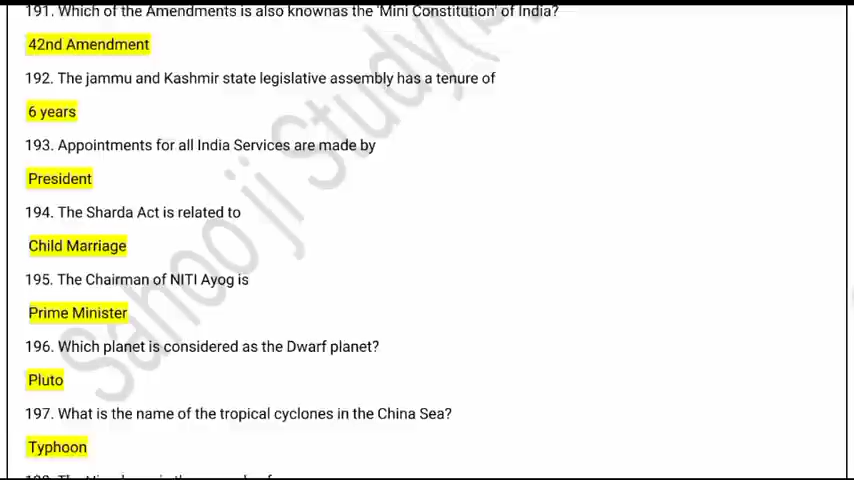 191. Which of the Amendments is also knownas the 'Mini Constitution' of India?
42nd Amendment
192. The jammu and Kashmir state legislative assembly has a tenure of
6 years
193. Appointments for all India Services are made by
President
194. The Sharda Act is related to
Child Marriage
195. The Chairman of NITI Ayog is
Prime Minister
196. Which planet is considered as the Dwarf planet?
Pluto
197. What is the name of the tropical cyclones in the China Sea?
Typhoon
Sahoo ji Study